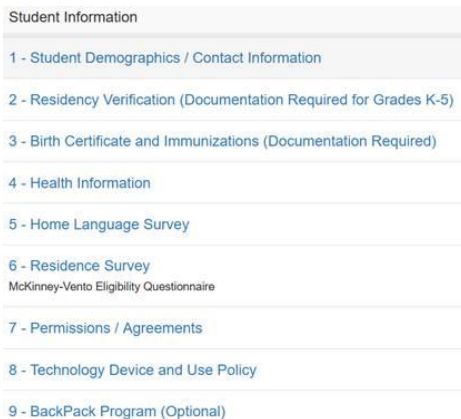 Student Information
1 - Student Demographics / Contact Information
2 - Residency Verification (Documentation Required for Grades K-5)
3 - Birth Certificate and Immunizations (Documentation Required)
4 - Health Information
5 - Home Language Survey
6 - Residence Survey
McKinney-Vento Eligibility Questionnaire
7 - Permissions / Agreements
8 - Technology Device and Use Policy
9 - BackPack Program (Optional)